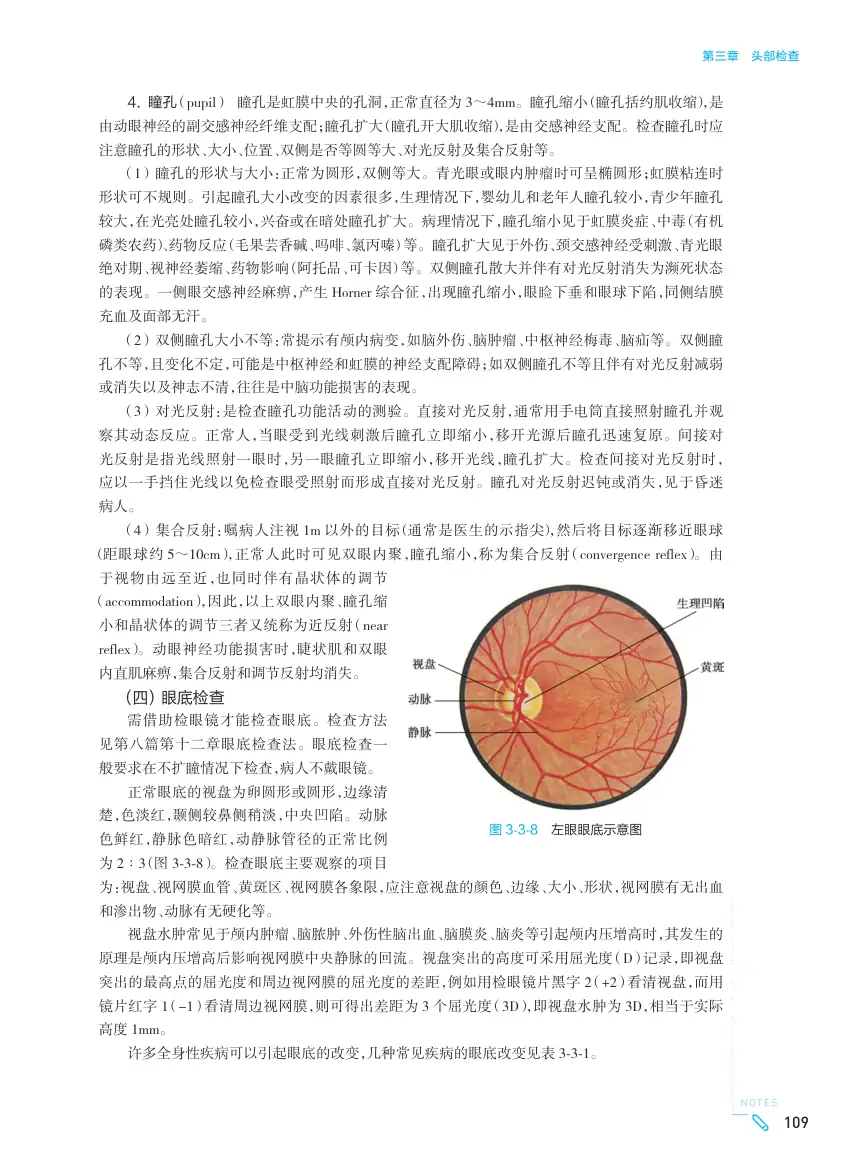 第三章 头部检查
4. 瞳孔（pupil） 瞳孔是虹膜中央的孔洞，正常直径为 3～4mm。瞳孔缩小（瞳孔括约肌收缩），是
由动眼神经的副交感神经纤维支配；瞳孔扩大（瞳孔开大肌收缩），是由交感神经支配。检查瞳孔时应
注意瞳孔的形状、大小、位置、双侧是否等圆等大、对光反射及集合反射等。
（1）瞳孔的形状与大小：正常为圆形，双侧等大。青光眼或眼内肿瘤时可呈椭圆形；虹膜粘连时
形状可不规则。引起瞳孔大小改变的因素很多，生理情况下，婴幼儿和老年人瞳孔较小，青少年瞳孔
较大，在光亮处瞳孔较小，兴奋或在暗处瞳孔扩大。病理情况下，瞳孔缩小见于虹膜炎症、中毒（有机
磷类农药）、药物反应（毛果芸香碱、吗啡、氯丙嗪）等。瞳孔扩大见于外伤、颈交感神经受刺激、青光眼
绝对期、视神经萎缩、药物影响（阿托品、可卡因）等。双侧瞳孔散大并伴有对光反射消失为濒死状态
的表现。一侧眼交感神经麻痹，产生 Horner 综合征，出现瞳孔缩小，眼睑下垂和眼球下陷，同侧结膜
充血及面部无汗。
（2）双侧瞳孔大小不等：常提示有颅内病变，如脑外伤、脑肿瘤、中枢神经梅毒、脑疝等。双侧瞳
孔不等，且变化不定，可能是中枢神经和虹膜的神经支配障碍；如双侧瞳孔不等且伴有对光反射减弱
或消失以及神志不清，往往是中脑功能损害的表现。
（3）对光反射：是检查瞳孔功能活动的测验。直接对光反射，通常用手电筒直接照射瞳孔并观
察其动态反应。正常人，当眼受到光线刺激后瞳孔立即缩小，移开光源后瞳孔迅速复原。间接对
光反射是指光线照射一眼时，另一眼瞳孔立即缩小，移开光线，瞳孔扩大。检查间接对光反射时，
应以一手挡住光线以免检查眼受照射而形成直接对光反射。瞳孔对光反射迟钝或消失，见于昏迷
病人。
（4）集合反射：嘱病人注视 1m 以外的目标（通常是医生的示指尖），然后将目标逐渐移近眼球
（距眼球约 5～10cm），正常人此时可见双眼内聚，瞳孔缩小，称为集合反射（convergence reflex）。由
于视物由远至近，也同时伴有晶状体的调节
（accommodation），因此，以上双眼内聚、瞳孔缩
小和晶状体的调节三者又统称为近反射（near
reflex）。动眼神经功能损害时，睫状肌和双眼
内直肌麻痹，集合反射和调节反射均消失。
（四）眼底检查
需借助检眼镜才能检查眼底。检查方法
见第八篇第十二章眼底检查法。眼底检查一
般要求在不扩瞳情况下检查，病人不戴眼镜。
正常眼底的视盘为卵圆形或圆形，边缘清
楚，色淡红，颞侧较鼻侧稍淡，中央凹陷。动脉
色鲜红，静脉色暗红，动静脉管径的正常比例
为 2∶3（图 3-3-8）。检查眼底主要观察的项目
生理凹陷
视盘
黄斑
动脉
静脉
图 3-3-8 左眼眼底示意图
为：视盘、视网膜血管、黄斑区、视网膜各象限，应注意视盘的颜色、边缘、大小、形状，视网膜有无出血
和渗出物、动脉有无硬化等。
视盘水肿常见于颅内肿瘤、脑脓肿、外伤性脑出血、脑膜炎、脑炎等引起颅内压增高时，其发生的
原理是颅内压增高后影响视网膜中央静脉的回流。视盘突出的高度可采用屈光度（D）记录，即视盘
突出的最高点的屈光度和周边视网膜的屈光度的差距，例如用检眼镜片黑字 2（+2）看清视盘，而用
镜片红字 1（−1）看清周边视网膜，则可得出差距为 3 个屈光度（3D），即视盘水肿为 3D，相当于实际
高度 1mm。
许多全身性疾病可以引起眼底的改变，几种常见疾病的眼底改变见表 3-3-1。
NOTES
109